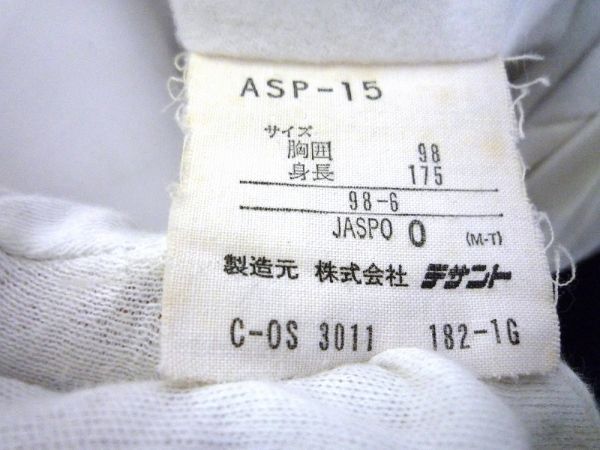 ASP-15
サイズ
胸囲 98
身長 175
98-6
JASPO O (M-T)
製造元 株式会社 デサント
C-OS 3011 182-1G